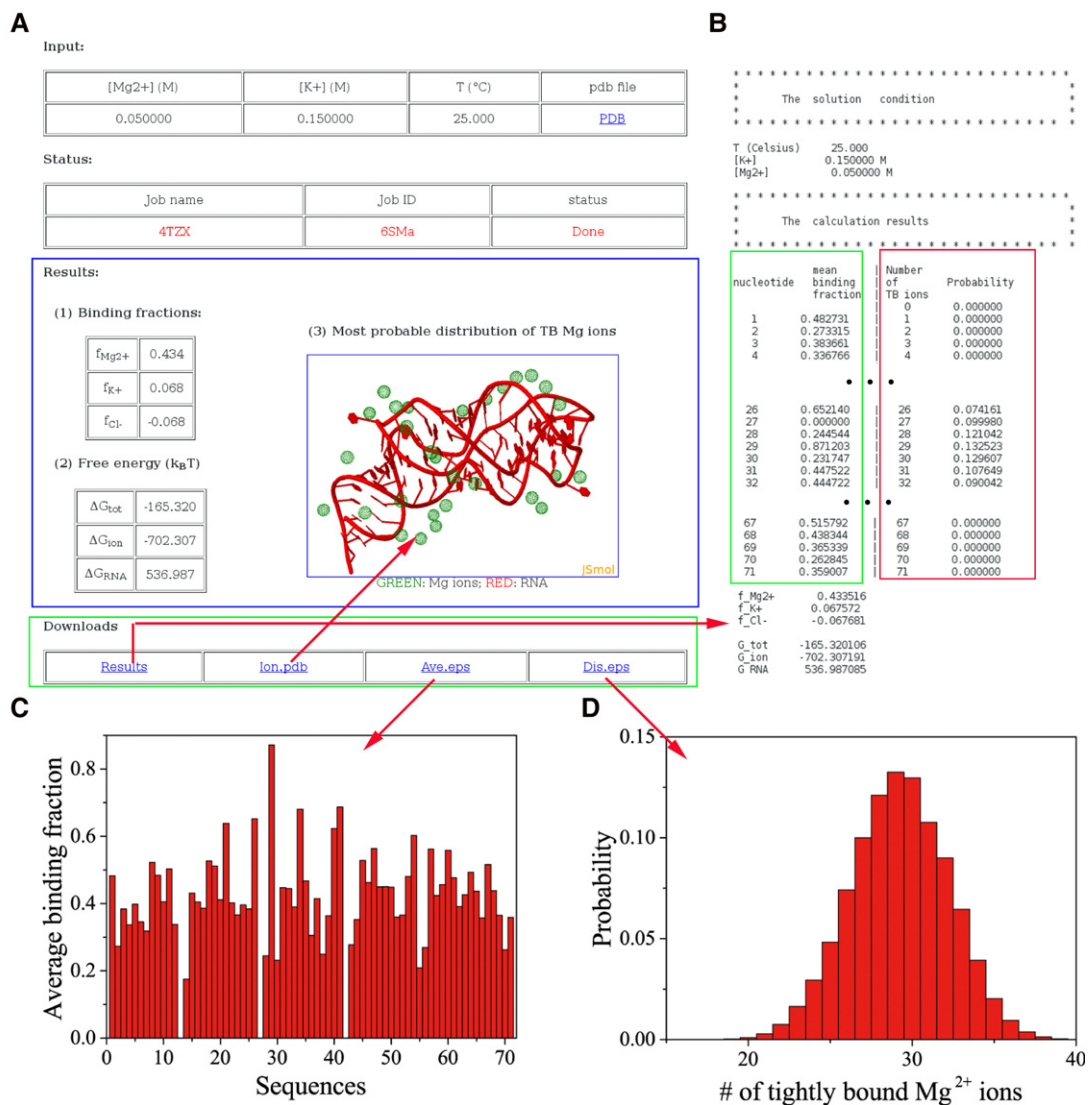 A
Input:
[Mg2+] (M) [K+] (M) T (°C) pdb file
0.050000 0.150000 25.000 PDB
Status:
Job name Job ID status
4TZX 6SMa Done
Results:
(1) Binding fractions:
fMg2+ 0.434
fK+ 0.068
fCl- -0.068
(2) Free energy (kBT)
ΔGtot -165.320
ΔGion -702.307
ΔGRNA 536.987
(3) Most probable distribution of TB Mg ions
JSmol
GREEN: Mg ions; RED: RNA
Downloads
Results Ion.pdb Ave.eps Dis.eps
B
* * * * * * * * * * * * * * * * * * * * * * * * * * * * *
* The solution condition *
* * * * * * * * * * * * * * * * * * * * * * * * * * * * *
T (Celsius) 25.000
[K+] 0.150000 M
[Mg2+] 0.050000 M
* * * * * * * * * * * * * * * * * * * * * * * * * * * * *
* The calculation results *
* * * * * * * * * * * * * * * * * * * * * * * * * * * * *
mean | Number
nucleotide binding | of Probability
fraction | TB ions
| 0 0.000000
1 0.482731 | 1 0.000000
2 0.273315 | 2 0.000000
3 0.383661 | 3 0.000000
4 0.336766 | 4 0.000000
• • •
26 0.652140 | 26 0.074161
27 0.000000 | 27 0.099980
28 0.244544 | 28 0.121042
29 0.871203 | 29 0.132523
30 0.231747 | 30 0.129607
31 0.447522 | 31 0.107649
32 0.444722 | 32 0.090042
• • •
67 0.515792 | 67 0.000000
68 0.438344 | 68 0.000000
69 0.365339 | 69 0.000000
70 0.262845 | 70 0.000000
71 0.359007 | 71 0.000000
f_Mg2+ 0.433516
f_K+ 0.067572
f_Cl- -0.067681
G_tot -165.320106
G_ion -702.307191
G RNA 536.987085
C
Average binding fraction
0.8
0.6
0.4
0.2
0.0
0 10 20 30 40 50 60 70
Sequences
D
Probability
0.15
0.10
0.05
0.00
20 30 40
# of tightly bound Mg2+ ions